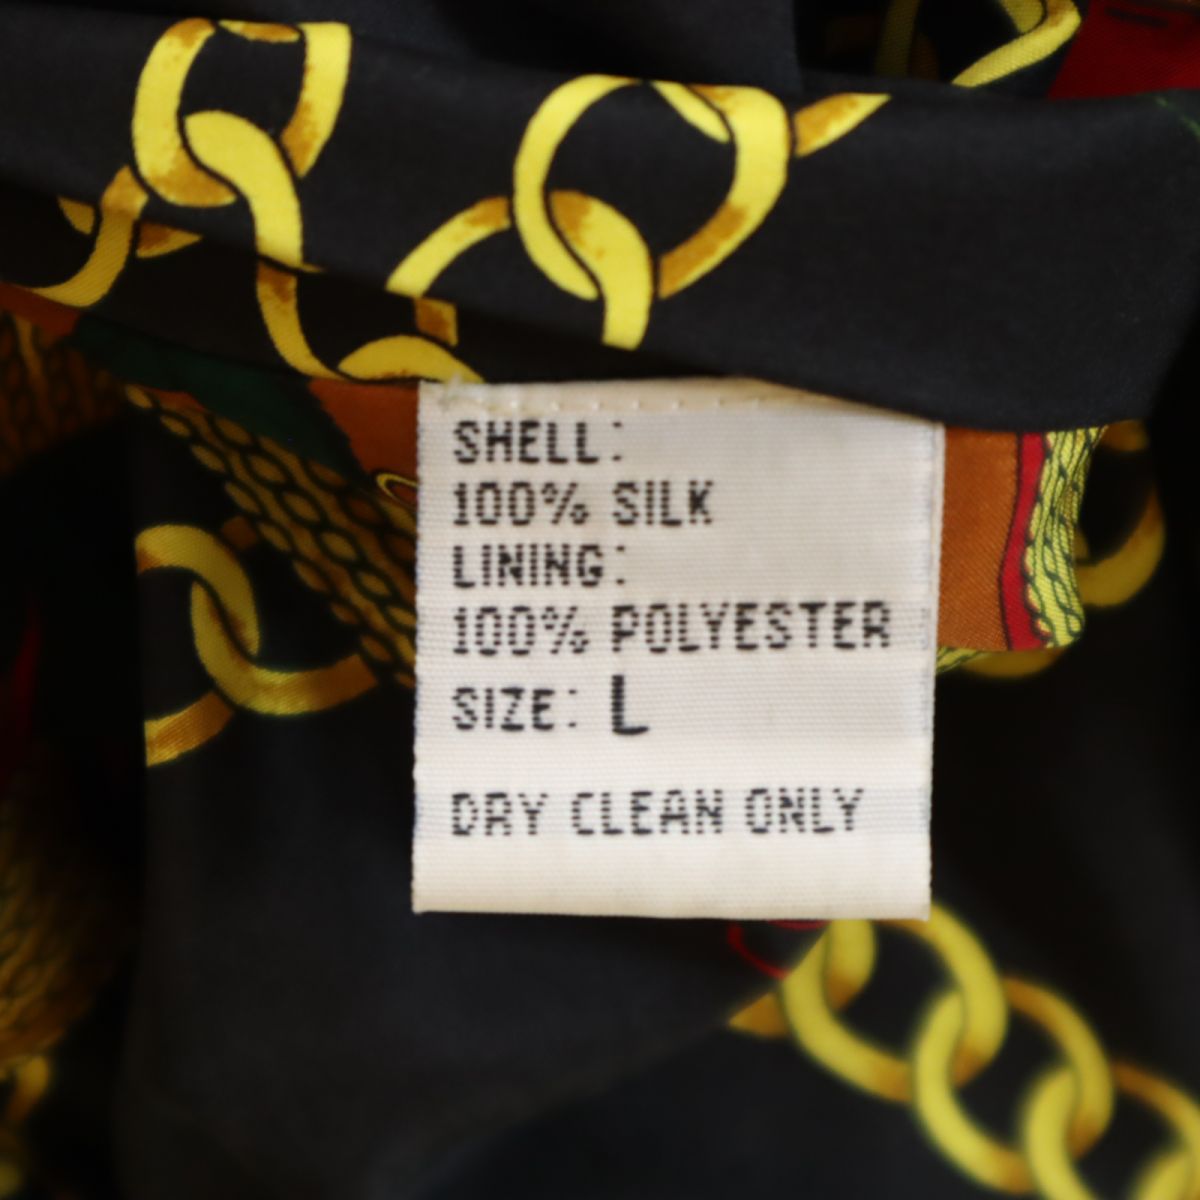 SHELL:
100% SILK
LINING:
100% POLYESTER
SIZE: L
DRY CLEAN ONLY